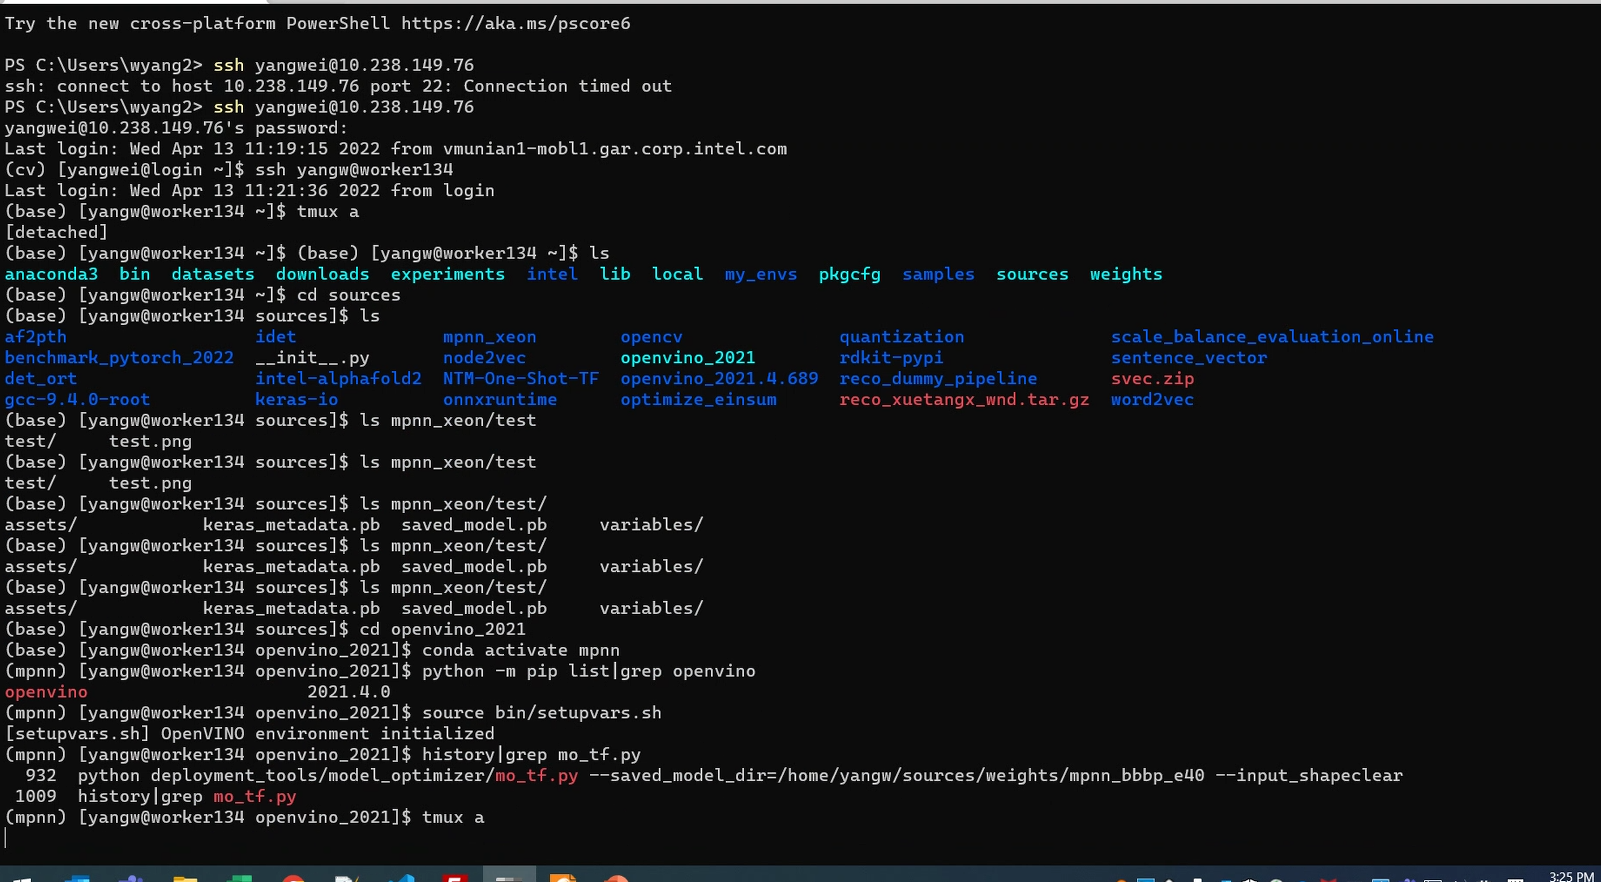 Try the new cross-platform PowerShell https://aka.ms/pscore6
PS C:\Users\wyang2> ssh yangwei@10.238.149.76
ssh: connect to host 10.238.149.76 port 22: Connection timed out
PS C:\Users\wyang2> ssh yangwei@10.238.149.76
yangwei@10.238.149.76's password:
Last login: Wed Apr 13 11:19:15 2022 from vmunian1-mobl1.gar.corp.intel.com
(cv) [yangwei@login ~]$ ssh yangw@worker134
Last login: Wed Apr 13 11:21:36 2022 from login
(base) [yangw@worker134 ~]$ tmux a
[detached]
(base) [yangw@worker134 ~]$ (base) [yangw@worker134 ~]$ ls
anaconda3  bin  datasets  downloads  experiments  intel  lib  local  my_envs  pkgcfg  samples  sources  weights
(base) [yangw@worker134 ~]$ cd sources
(base) [yangw@worker134 sources]$ ls
af2pth  idet  mpnn_xeon  opencv  quantization  scale_balance_evaluation_online
benchmark_pytorch_2022  __init__.py  node2vec  openvino_2021  rdkit-pypi  sentence_vector
det_ort  intel-alphafold2  NTM-One-Shot-TF  openvino_2021.4.689  reco_dummy_pipeline  svec.zip
gcc-9.4.0-root  keras-io  onnxruntime  optimize_einsum  reco_xuetangx_wnd.tar.gz  word2vec
(base) [yangw@worker134 sources]$ ls mpnn_xeon/test
test/     test.png
(base) [yangw@worker134 sources]$ ls mpnn_xeon/test
test/     test.png
(base) [yangw@worker134 sources]$ ls mpnn_xeon/test/
assets/  keras_metadata.pb  saved_model.pb  variables/
(base) [yangw@worker134 sources]$ ls mpnn_xeon/test/
assets/  keras_metadata.pb  saved_model.pb  variables/
(base) [yangw@worker134 sources]$ ls mpnn_xeon/test/
assets/  keras_metadata.pb  saved_model.pb  variables/
(base) [yangw@worker134 sources]$ cd openvino_2021
(base) [yangw@worker134 openvino_2021]$ conda activate mpnn
(mpnn) [yangw@worker134 openvino_2021]$ python -m pip list|grep openvino
openvino  2021.4.0
(mpnn) [yangw@worker134 openvino_2021]$ source bin/setupvars.sh
[setupvars.sh] OpenVINO environment initialized
(mpnn) [yangw@worker134 openvino_2021]$ history|grep mo_tf.py
932  python deployment_tools/model_optimizer/mo_tf.py --saved_model_dir=/home/yangw/sources/weights/mpnn_bbbp_e40 --input_shapeclear
1009  history|grep mo_tf.py
(mpnn) [yangw@worker134 openvino_2021]$ tmux a
3:25 PM